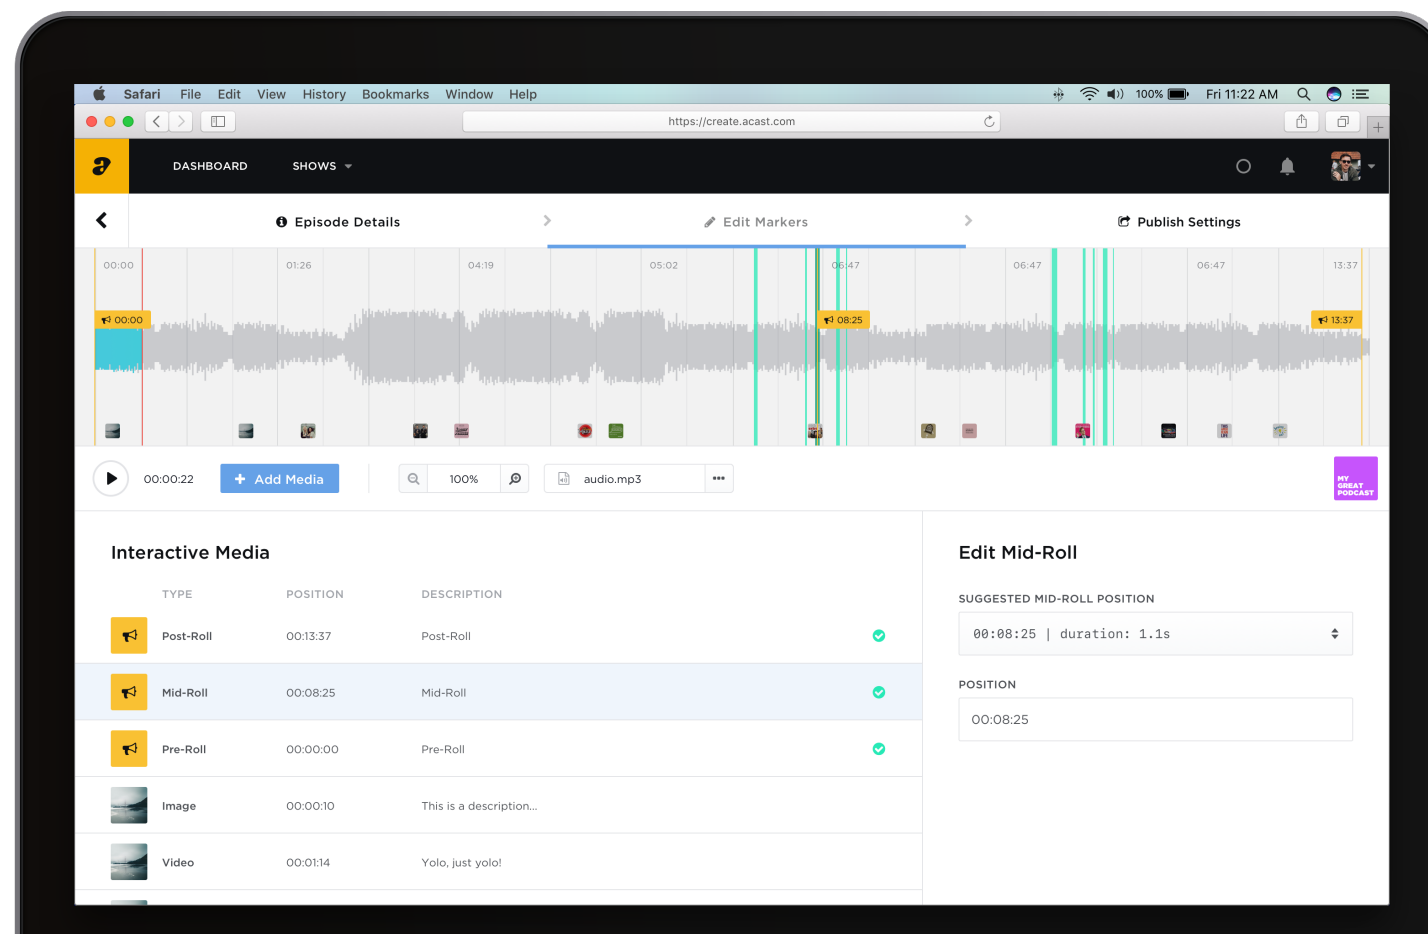 Safari File Edit View History Bookmarks Window Help 100% Fri 11:22 AM
https://create.acast.com
a DASHBOARD SHOWS
Episode Details Edit Markers Publish Settings
00:00 01:26 04:19 05:02 06:47 06:47 06:47 13:37
00:00 08:25 13:37
00:00:22 + Add Media 100% audio.mp3 •••
MY
GREAT
PODCAST
Interactive Media
TYPE POSITION DESCRIPTION
Post-Roll 00:13:37 Post-Roll
Mid-Roll 00:08:25 Mid-Roll
Pre-Roll 00:00:00 Pre-Roll
Image 00:00:10 This is a description...
Video 00:01:14 Yolo, just yolo!
Edit Mid-Roll
SUGGESTED MID-ROLL POSITION
00:08:25 | duration: 1.1s
POSITION
00:08:25